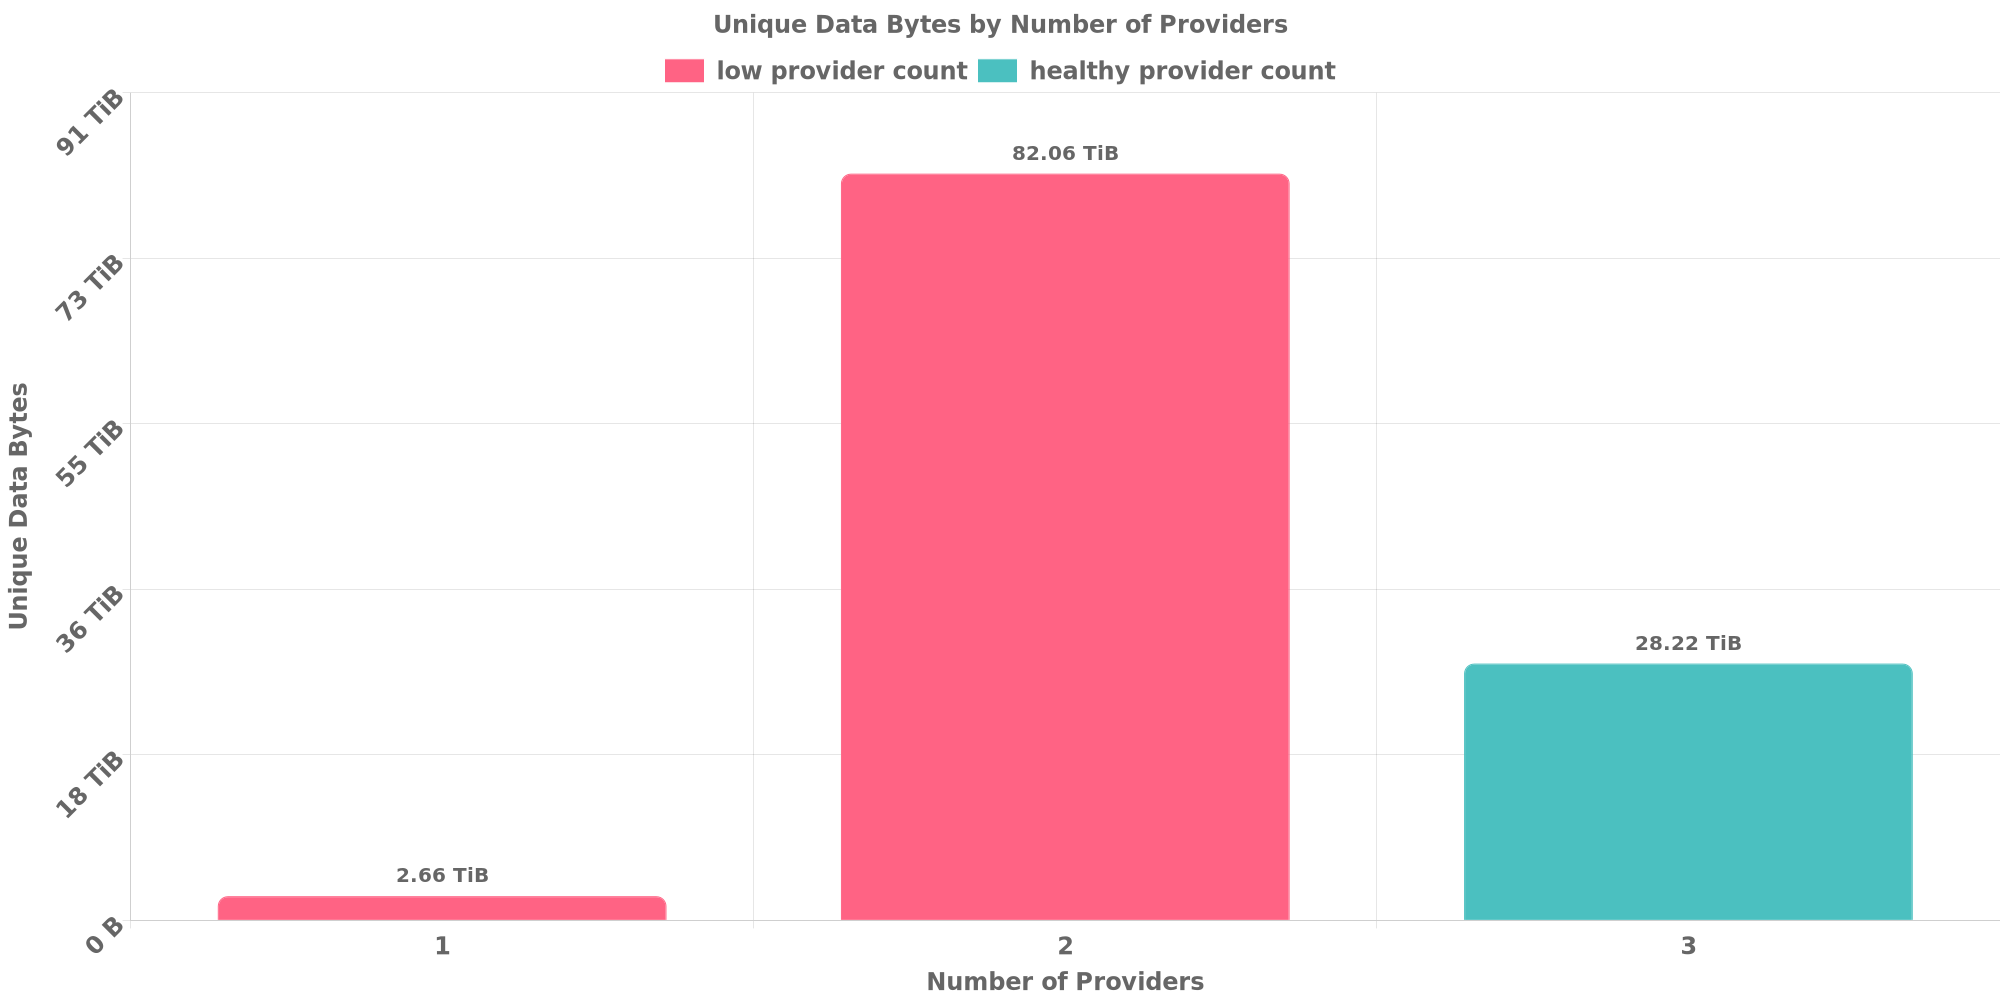 Unique Data Bytes by Number of Providers
low provider count healthy provider count
Unique Data Bytes
91 TiB
73 TiB
55 TiB
36 TiB
18 TiB
0 B
2.66 TiB
82.06 TiB
28.22 TiB
1 2 3
Number of Providers